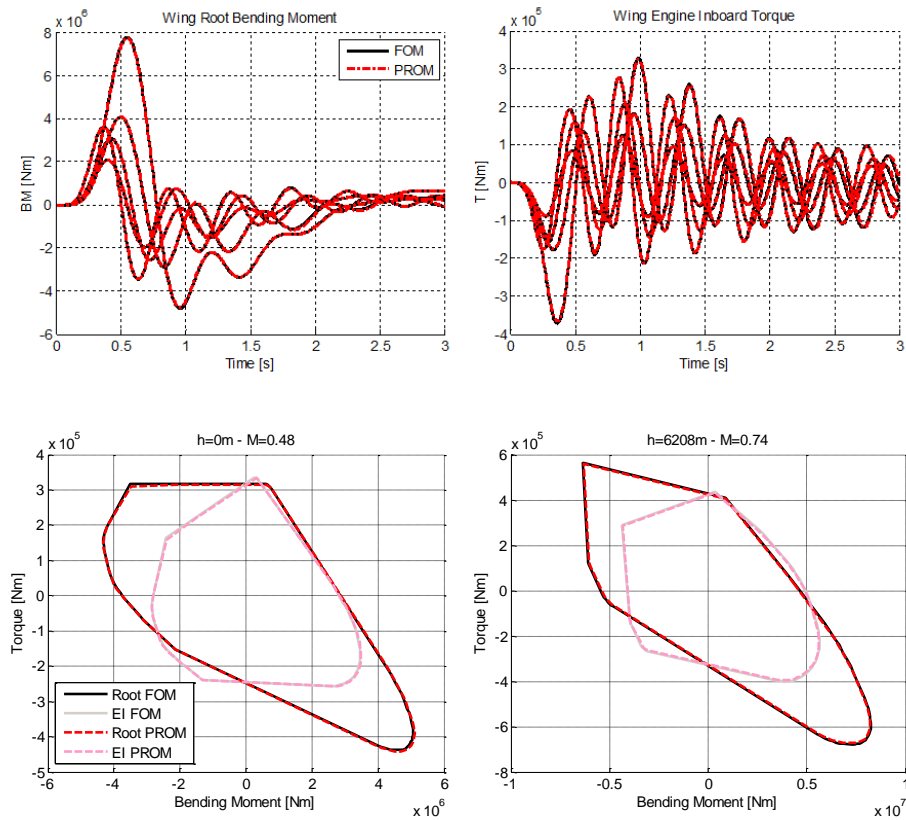 Wing Root Bending Moment
x 10^6
BM [Nm]
8
6
4
2
0
-2
-4
-6
0 0.5 1 1.5 2 2.5 3
Time [s]
FOM
PROM
Wing Engine Inboard Torque
x 10^5
T [Nm]
4
3
2
1
0
-1
-2
-3
-4
0 0.5 1 1.5 2 2.5 3
Time [s]
h=0m - M=0.48
x 10^5
Torque [Nm]
4
3
2
1
0
-1
-2
-3
-4
-5
-6 -4 -2 0 2 4 6
Bending Moment [Nm]
x 10^6
Root FOM
EI FOM
Root PROM
EI PROM
h=6208m - M=0.74
x 10^5
Torque [Nm]
6
4
2
0
-2
-4
-6
-8
-1 -0.5 0 0.5 1
Bending Moment [Nm]
x 10^7